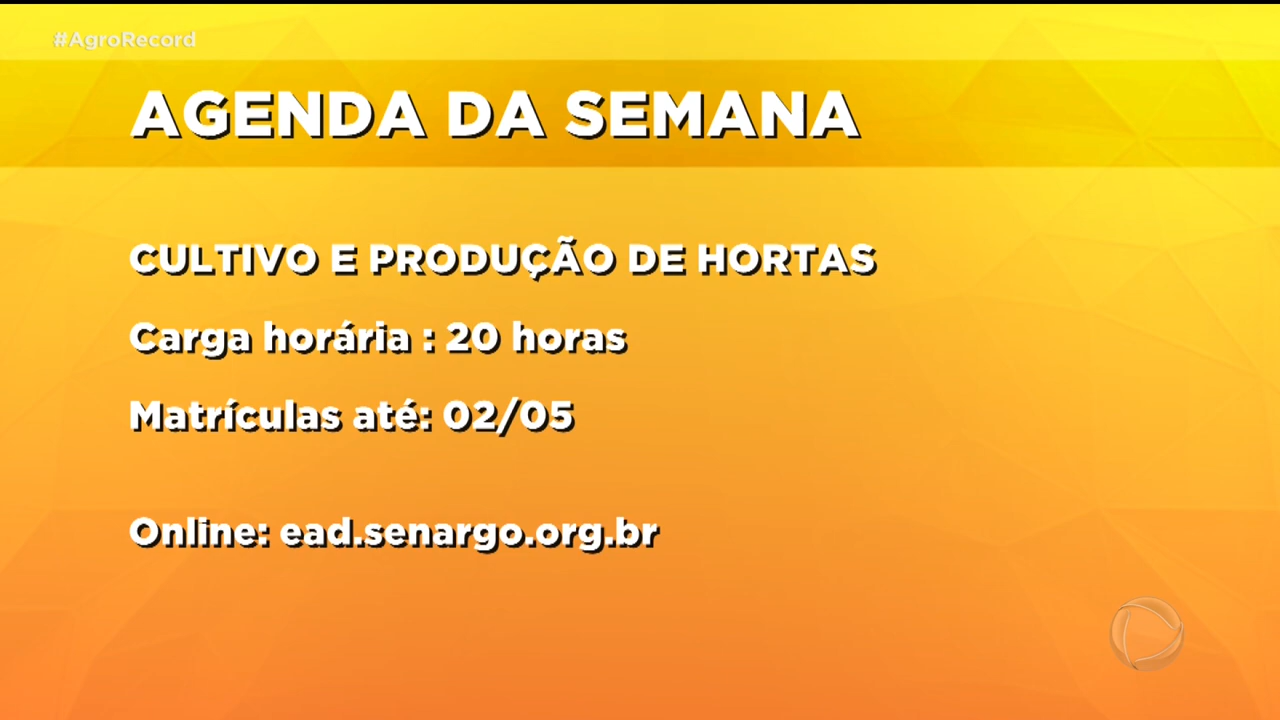 #AgroRecord
AGENDA DA SEMANA
CULTIVO E PRODUÇÃO DE HORTAS
Carga horária : 20 horas
Matrículas até: 02/05
Online: ead.senargo.org.br